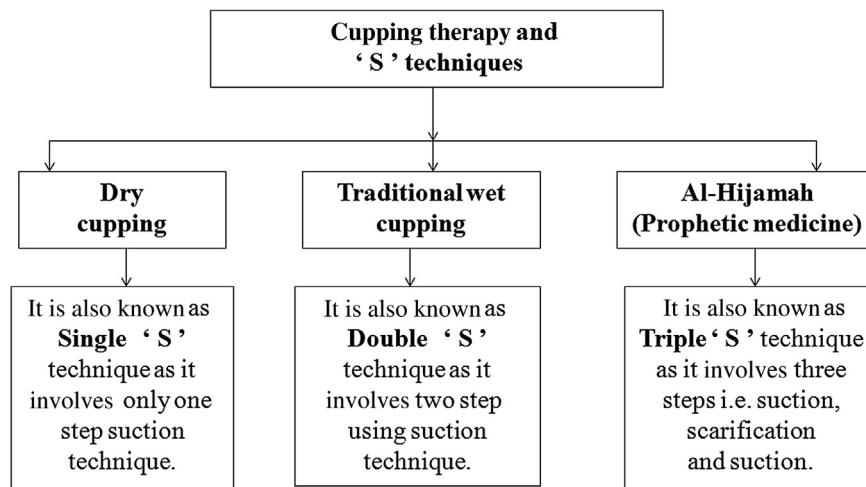 Cupping therapy and
‘ S ’ techniques
Dry
cupping
Traditional wet
cupping
Al-Hijamah
(Prophetic medicine)
It is also known as
Single ‘ S ’
technique as it
involves only one
step suction
technique.
It is also known as
Double ‘ S ’
technique as it
involves two step
using suction
technique.
It is also known as
Triple ‘ S ’ technique
as it involves three
steps i.e. suction,
scarification
and suction.